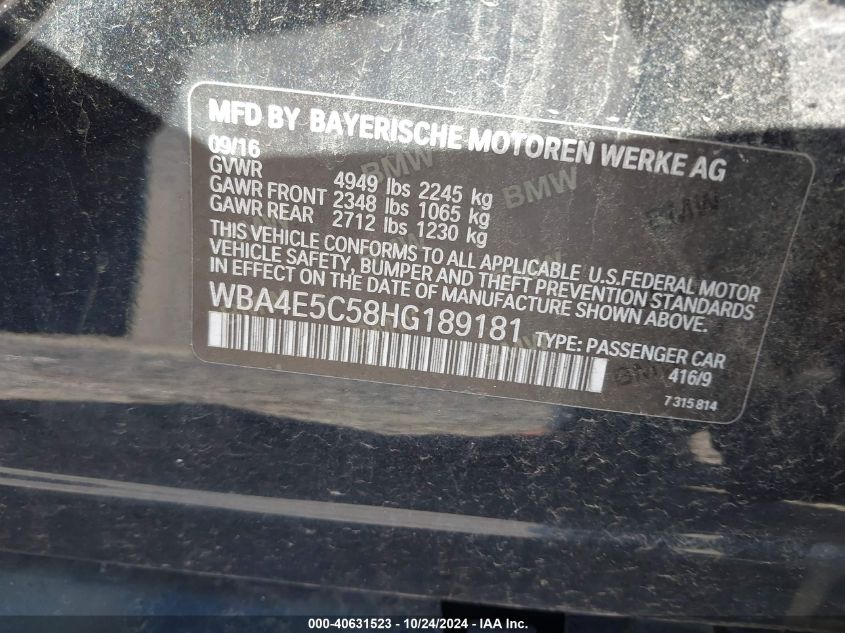 MFD BY BAYERISCHE MOTOREN WERKE AG
09/16
GVWR 4949 lbs 2245 kg
GAWR FRONT 2348 lbs 1065 kg
GAWR REAR 2712 lbs 1230 kg
THIS VEHICLE CONFORMS TO ALL APPLICABLE U.S.FEDERAL MOTOR
VEHICLE SAFETY, BUMPER AND THEFT PREVENTION STANDARDS
IN EFFECT ON THE DATE OF MANUFACTURE SHOWN ABOVE.
WBA4E5C58HG189181 TYPE: PASSENGER CAR
416/9
7 315 814
BMW
BMW
BMW
000-40631523 - 10/24/2024 - IAA, Inc.